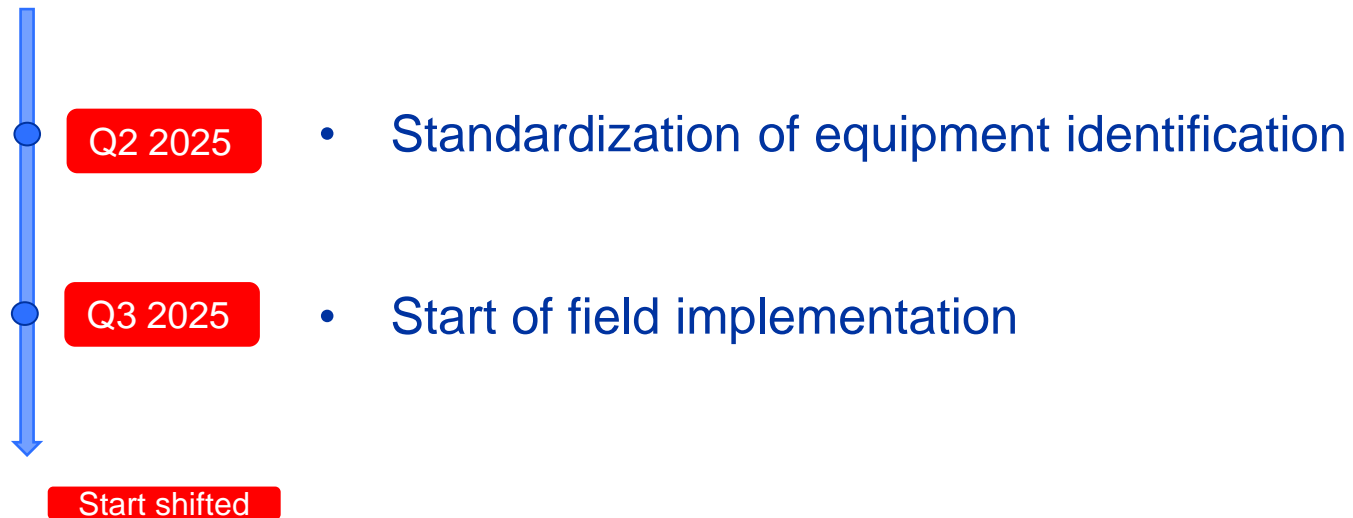 Q2 2025 • Standardization of equipment identification
Q3 2025 • Start of field implementation
Start shifted